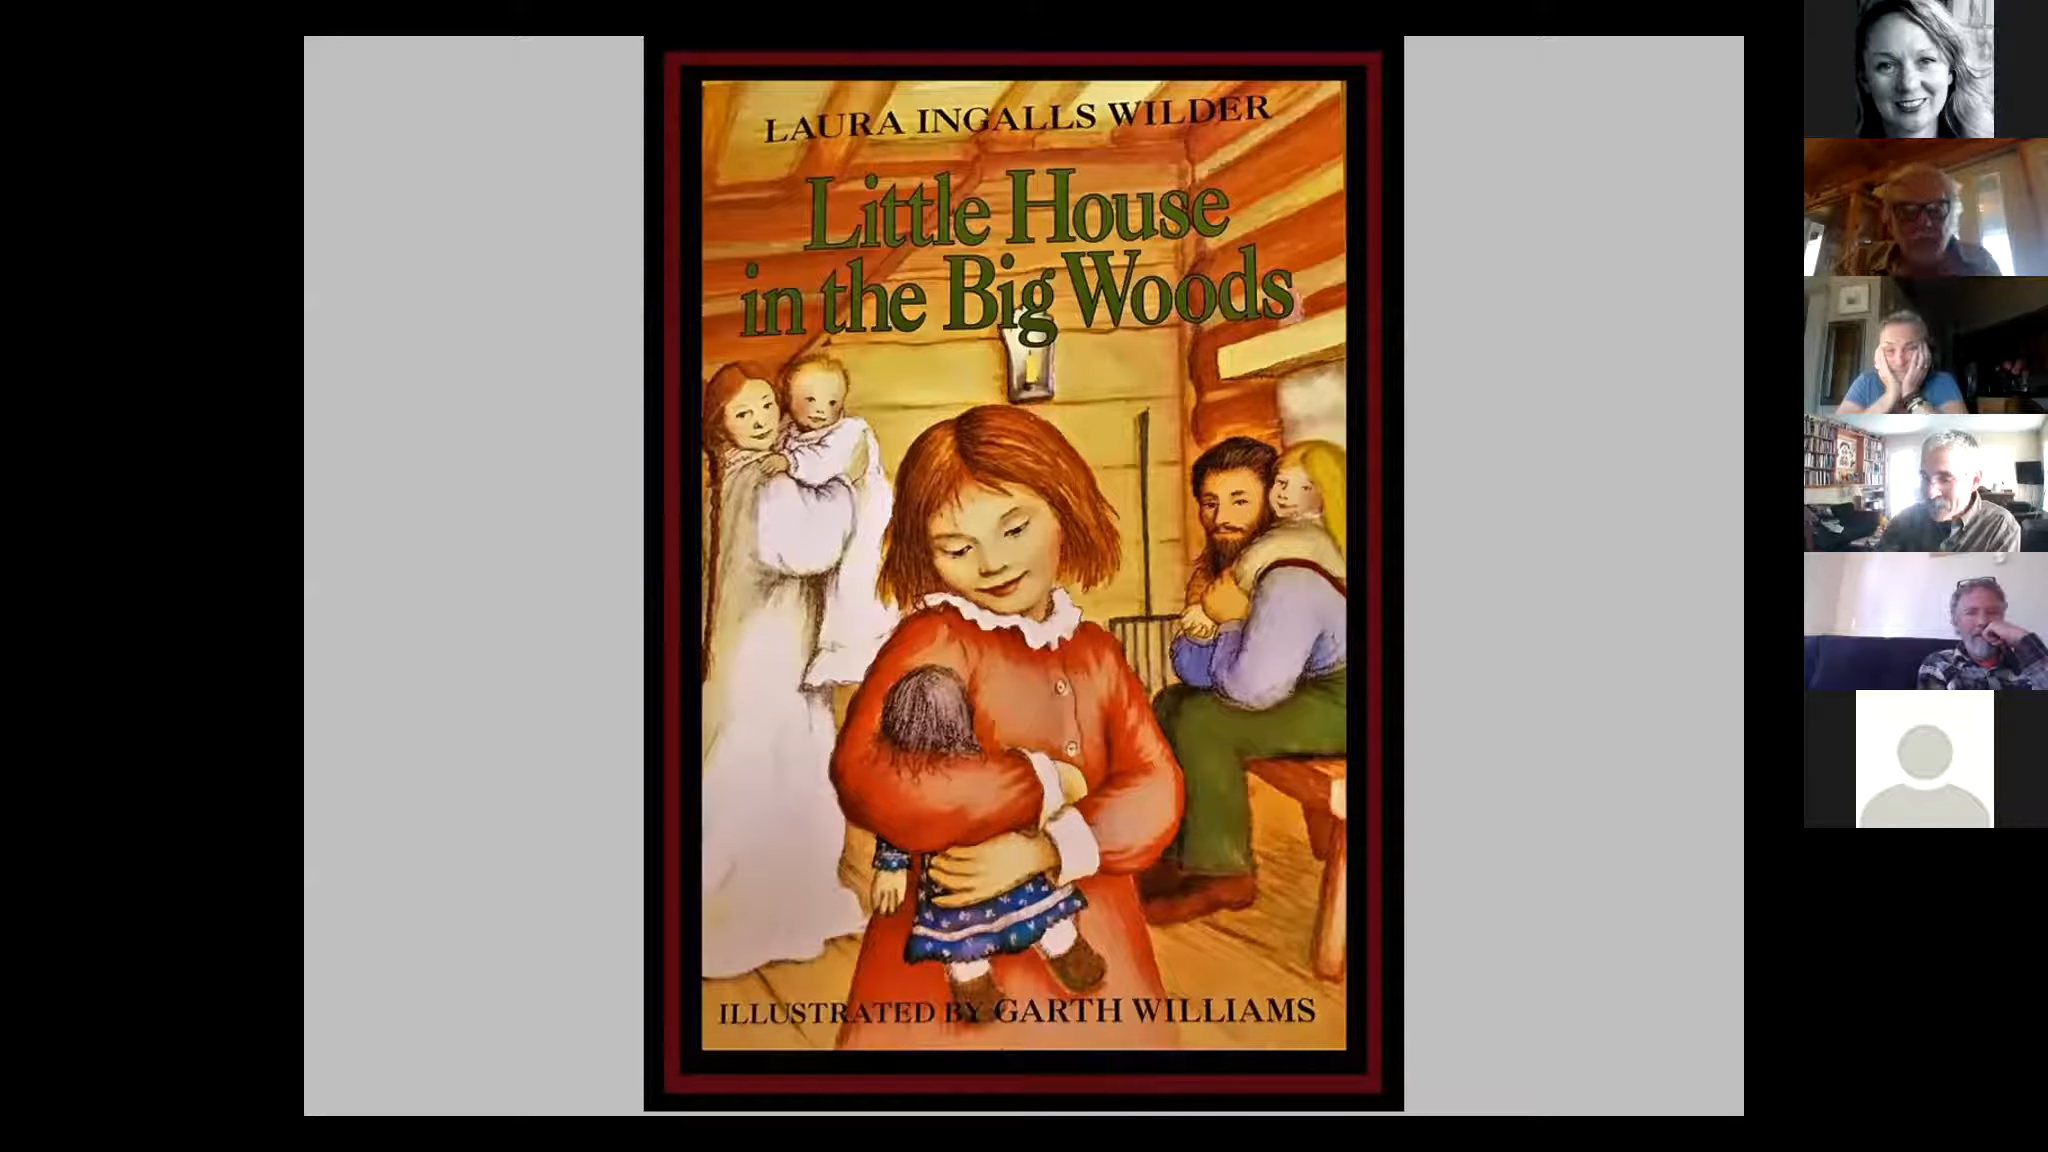 LAURA INGALLS WILDER
Little House
in the Big Woods
ILLUSTRATED BY GARTH WILLIAMS